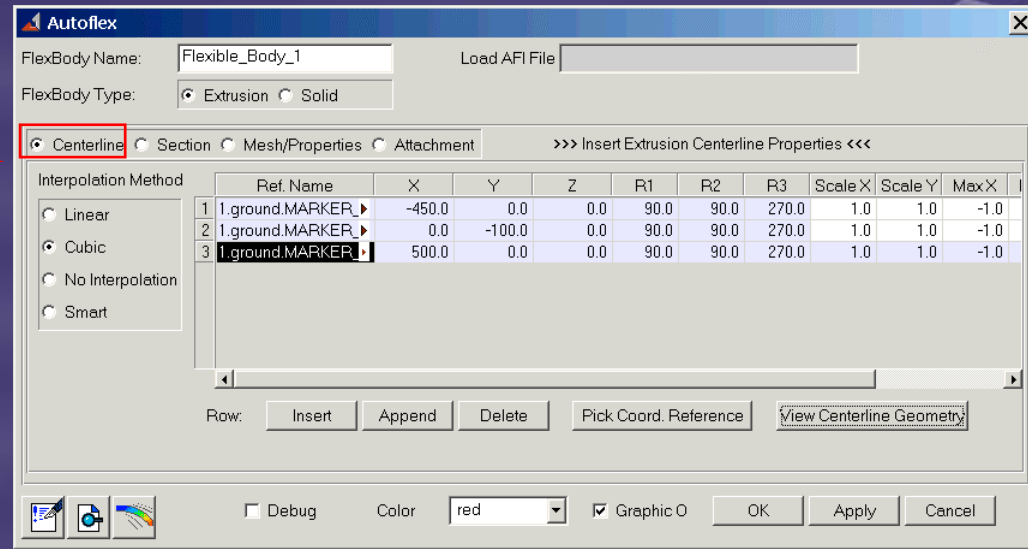 Autoflex
FlexBody Name: Flexible_Body_1 Load AFI File
FlexBody Type: Extrusion Solid
Centerline Section Mesh/Properties Attachment >>> Insert Extrusion Centerline Properties <<<
Interpolation Method
Linear
Cubic
No Interpolation
Smart
Ref. Name X Y Z R1 R2 R3 Scale X Scale Y Max X
1 1.ground.MARKER_ -450.0 0.0 0.0 90.0 90.0 270.0 1.0 1.0 -1.0
2 1.ground.MARKER_ 0.0 -100.0 0.0 90.0 90.0 270.0 1.0 1.0 -1.0
3 1.ground.MARKER_ 500.0 0.0 0.0 90.0 90.0 270.0 1.0 1.0 -1.0
Row: Insert Append Delete Pick Coord. Reference View Centerline Geometry
Debug Color red Graphic O OK Apply Cancel